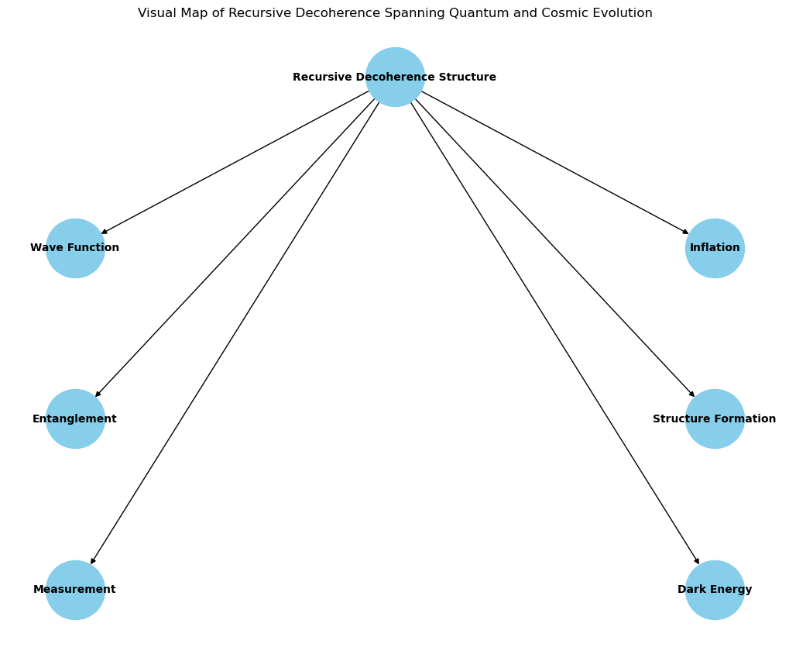 Visual Map of Recursive Decoherence Spanning Quantum and Cosmic Evolution
Recursive Decoherence Structure
Wave Function
Inflation
Entanglement
Structure Formation
Measurement
Dark Energy